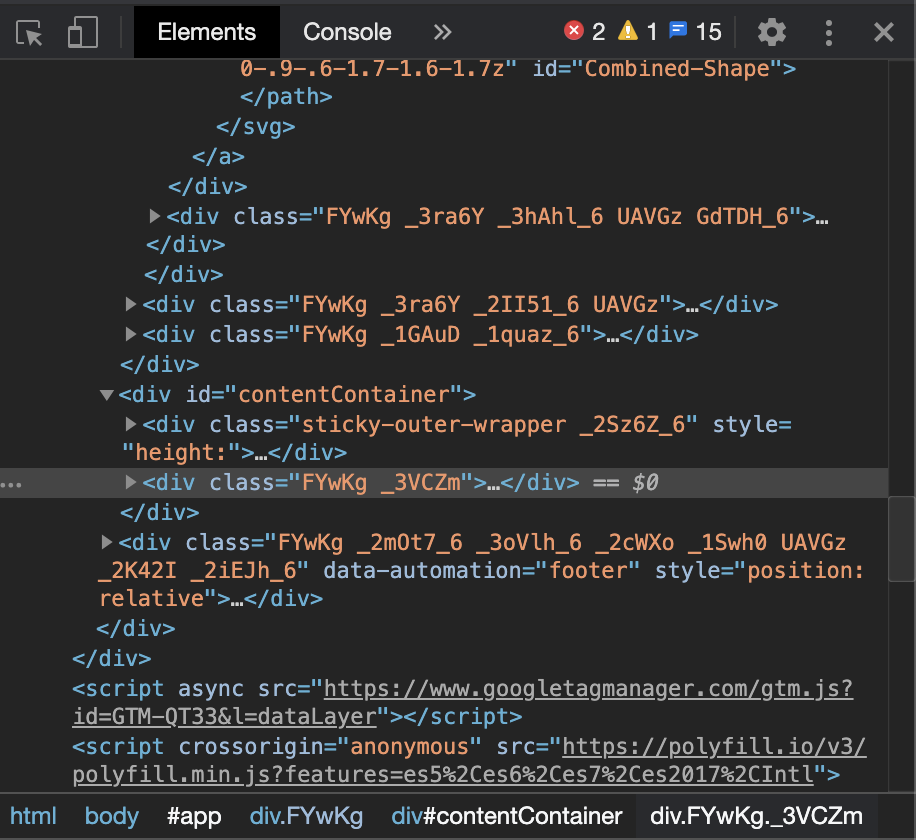 Elements Console » 2 1 15
0-.9-.6-1.7-1.6-1.7z" id="Combined-Shape">
</path>
</svg>
</a>
</div>
<div class="FYwKg _3ra6Y _3hAhl_6 UAVGz GdTDH_6">…
</div>
</div>
<div class="FYwKg _3ra6Y _2II51_6 UAVGz">…</div>
<div class="FYwKg _1GAuD _1quaz_6">…</div>
</div>
<div id="contentContainer">
<div class="sticky-outer-wrapper _2Sz6Z_6" style=
"height:">…</div>
… <div class="FYwKg _3VCZm">…</div> == $0
</div>
<div class="FYwKg _2mOt7_6 _3oVlh_6 _2cWXo _1Swh0 UAVGz
_2K42I _2iEJh_6" data-automation="footer" style="position:
relative">…</div>
</div>
</div>
<script async src="https://www.googletagmanager.com/gtm.js?
id=GTM-QT33&l=dataLayer"></script>
<script crossorigin="anonymous" src="https://polyfill.io/v3/
polyfill.min.js?features=es5%2Ces6%2Ces7%2Ces2017%2CIntl">
html body #app div.FYwKg div#contentContainer div.FYwKg._3VCZm